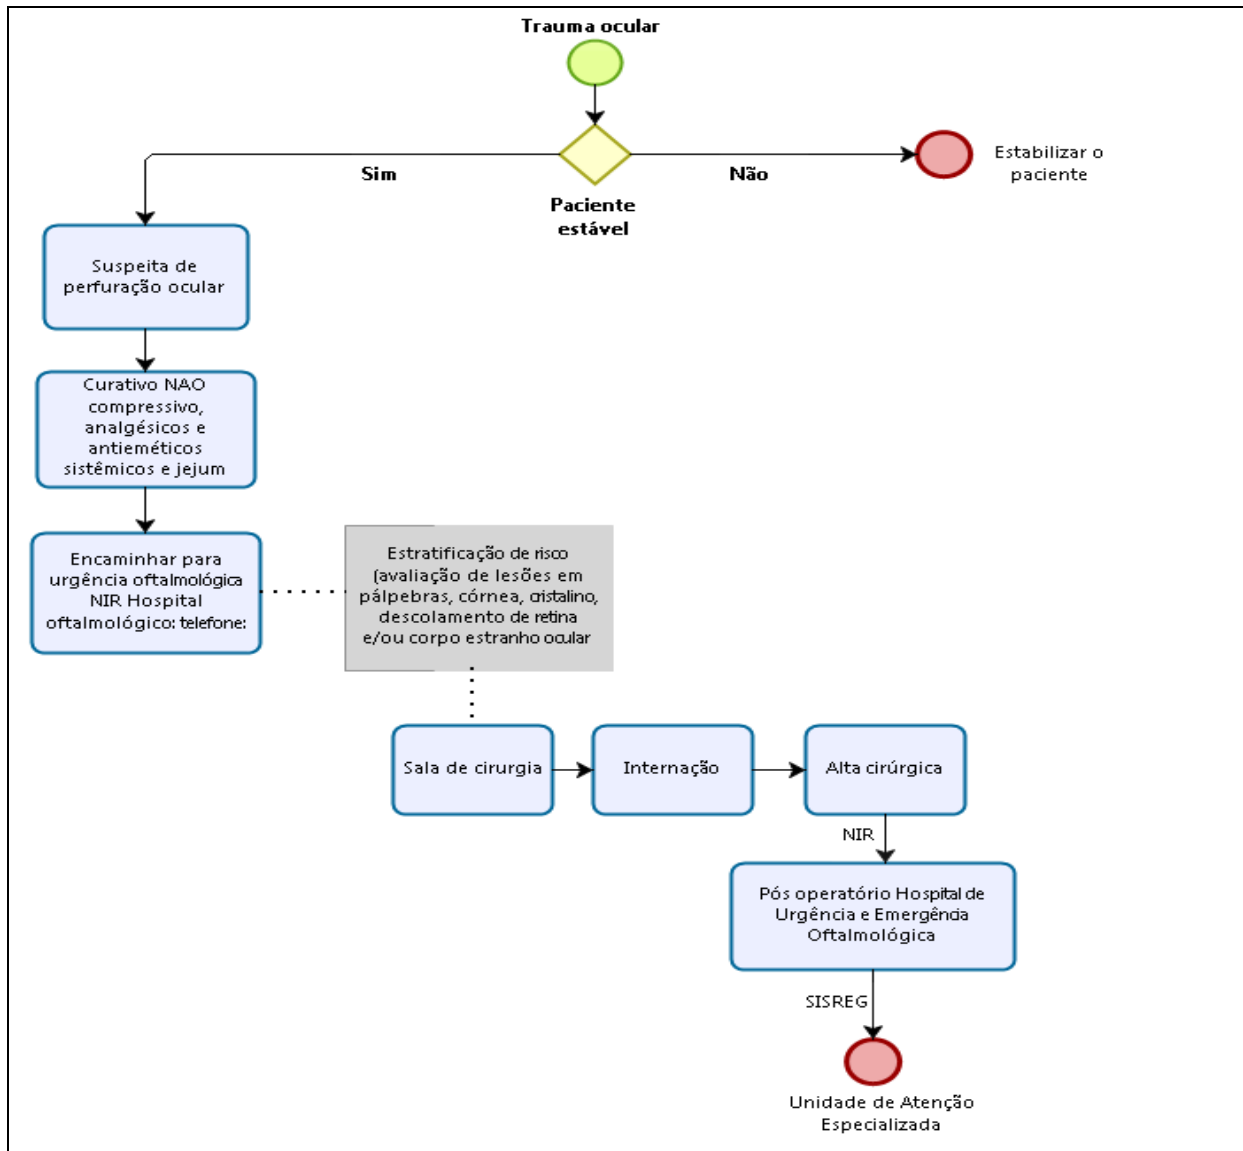 Trauma ocular
Sim
Não
Paciente
estável
Estabilizar o
paciente
Suspeita de
perfuração ocular
Curativo NAO
compressivo,
analgésicos e
antieméticos
sistêmicos e jejum
Encaminhar para
urgência oftalmológica
NIR Hospital
oftalmológico: telefone:
Estratificação de risco
(avaliação de lesões em
pálpebras, córnea, cristalino,
descolamento de retina
e/ou corpo estranho ocular
Sala de cirurgia
Internação
Alta cirúrgica
NIR
Pós operatório Hospital de
Urgência e Emergência
Oftalmológica
SISREG
Unidade de Atenção
Especializada